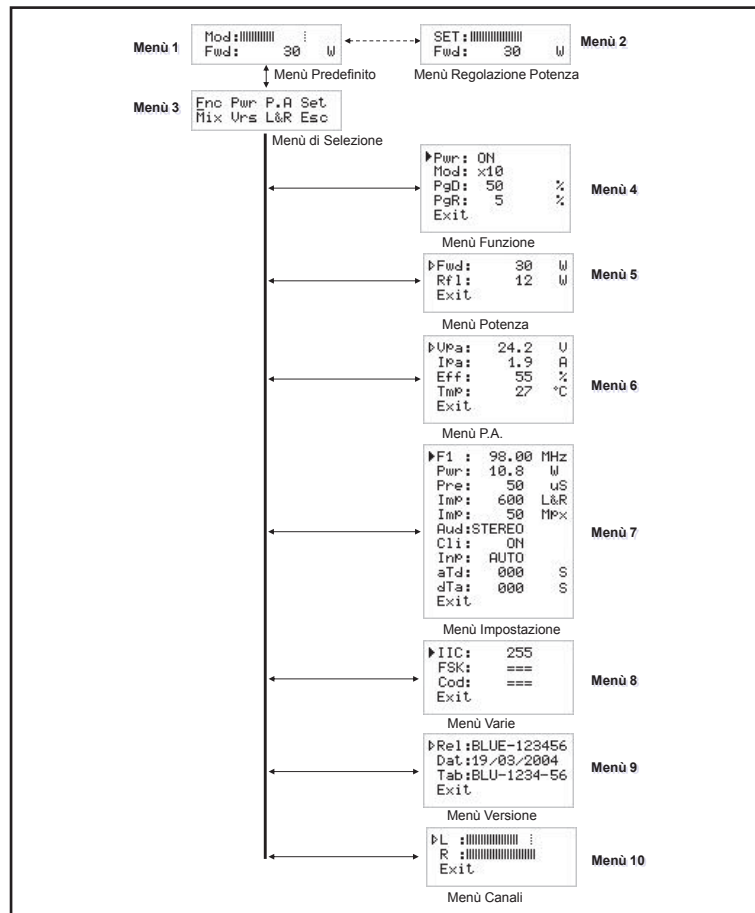 Menù 1
Mod:
Fwd: 30 W
Menù Predefinito
SET:
Fwd: 30 W
Menù 2
Menù Regolazione Potenza
Menù 3
Fnc Pwr P.A Set
Mix Vrs L&R Esc
Menù di Selezione
Pwr: ON
Mod: x10
PgD: 50 %
PgR: 5 %
Exit
Menù 4
Menù Funzione
Fwd: 30 W
Rfl: 12 W
Exit
Menù 5
Menù Potenza
Vpa: 24.2 V
Ipa: 1.9 A
Eff: 55 %
Tmp: 27 °C
Exit
Menù 6
Menù P.A.
F1 : 98.00 MHz
Pwr: 10.8 W
Pre: 50 uS
Imp: 600 L&R
Imp: 50 Mpx
Aud:STEREO
Cli: ON
Inp: AUTO
aTd: 000 S
dTa: 000 S
Exit
Menù 7
Menù Impostazione
IIC: 255
FSK: ===
Cod: ===
Exit
Menù 8
Menù Varie
Rel:BLUE-123456
Dat:19/03/2004
Tab:BLU-1234-56
Exit
Menù 9
Menù Versione
L :
R :
Exit
Menù 10
Menù Canali